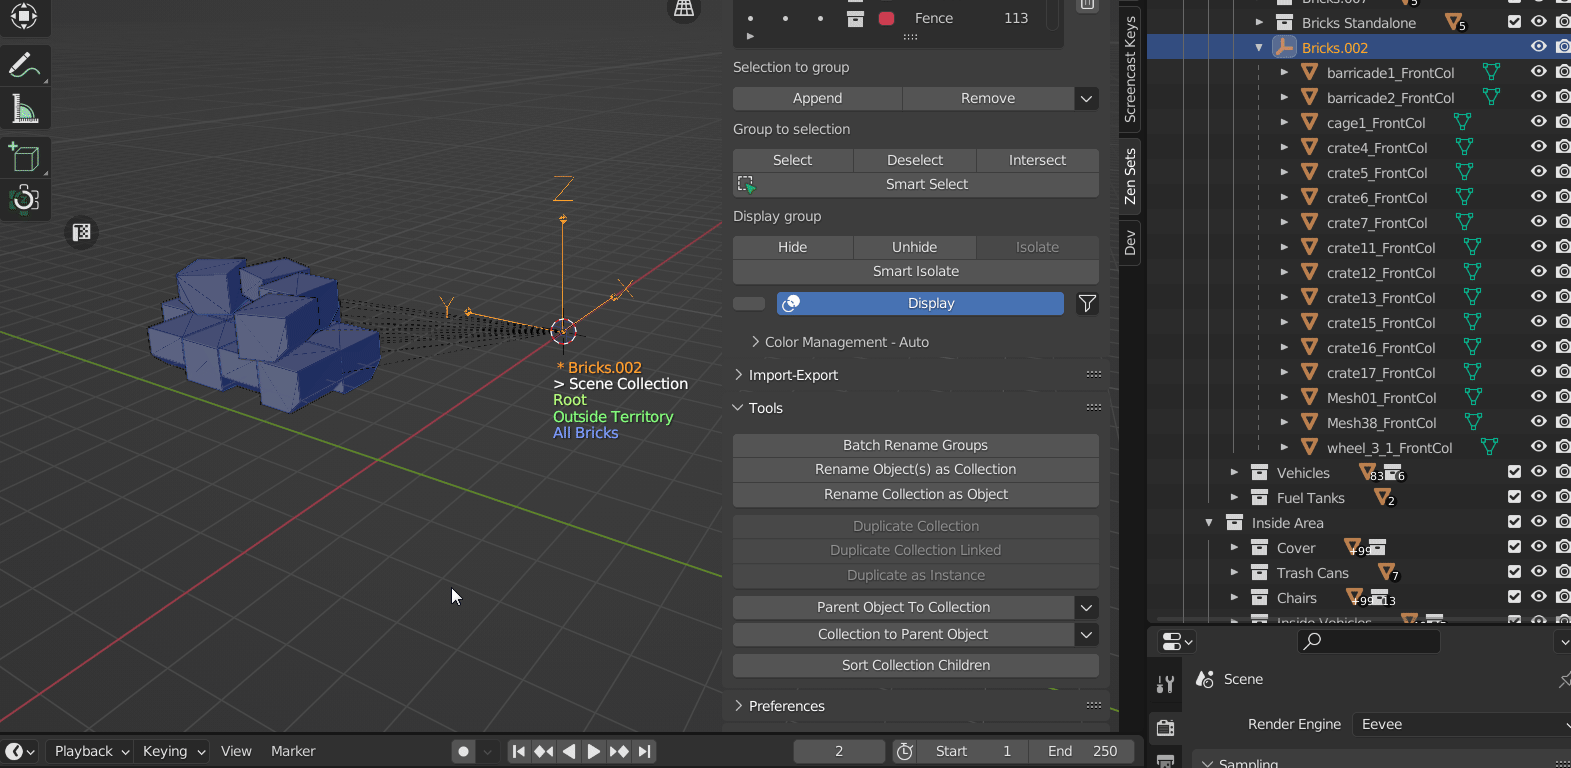 Z
Y
X
* Bricks.002
> Scene Collection
Root
Outside Territory
All Bricks
Fence 113
Selection to group
Append Remove
Group to selection
Select Deselect Intersect
Smart Select
Display group
Hide Unhide Isolate
Smart Isolate
Display
Color Management - Auto
Import-Export
Tools
Batch Rename Groups
Rename Object(s) as Collection
Rename Collection as Object
Duplicate Collection
Duplicate Collection Linked
Duplicate as Instance
Parent Object To Collection
Collection to Parent Object
Sort Collection Children
Preferences
Screencast Keys
Zen Sets
Dev
Bricks.007 5
Bricks Standalone 5
Bricks.002
barricade1_FrontCol
barricade2_FrontCol
cage1_FrontCol
crate4_FrontCol
crate5_FrontCol
crate6_FrontCol
crate7_FrontCol
crate11_FrontCol
crate12_FrontCol
crate13_FrontCol
crate15_FrontCol
crate16_FrontCol
crate17_FrontCol
Mesh01_FrontCol
Mesh38_FrontCol
wheel_3_1_FrontCol
Vehicles 83 6
Fuel Tanks 2
Inside Area
Cover +99
Trash Cans 7
Chairs +99 13
Inside Vehicles
Scene
Render Engine Eevee
Sampling
Playback Keying View Marker
2 Start 1 End 250